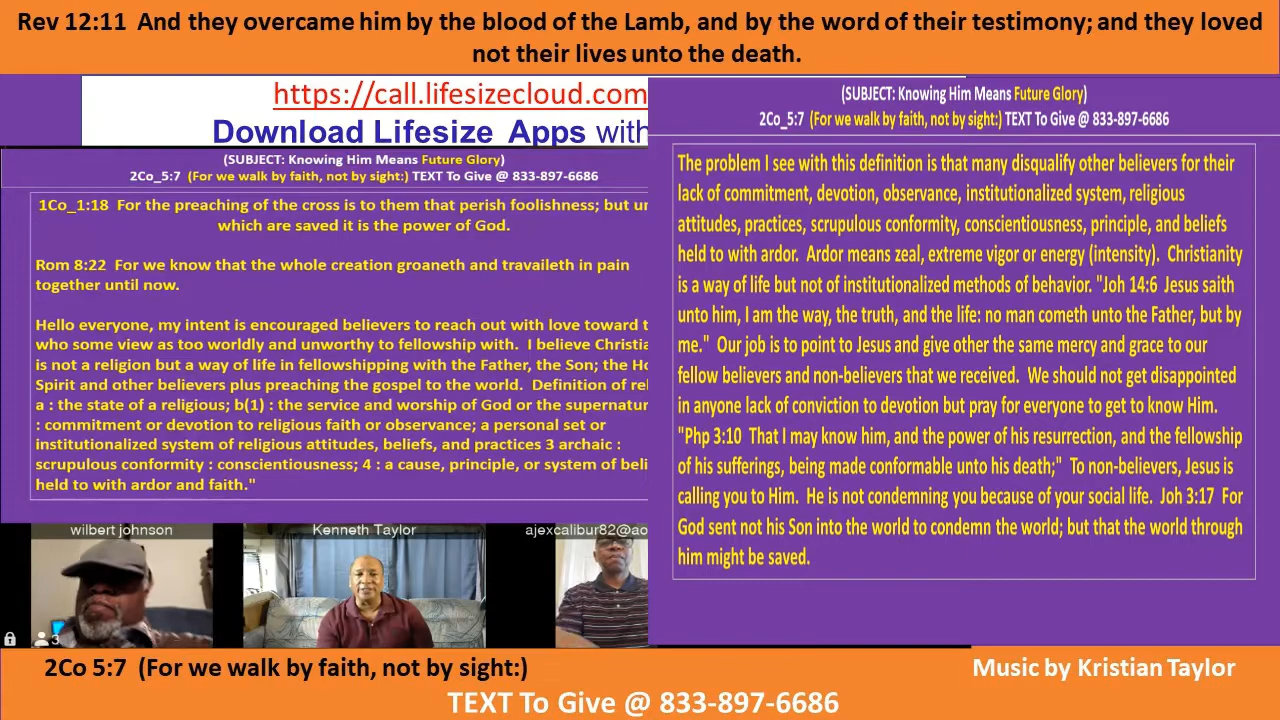 Rev 12:11 And they overcame him by the blood of the Lamb, and by the word of their testimony; and they loved
not their lives unto the death.
https://call.lifesizecloud.com
Download Lifesize Apps with
(SUBJECT: Knowing Him Means Future Glory)
2Co_5:7 (For we walk by faith, not by sight:) TEXT To Give @ 833-897-6686
1Co_1:18 For the preaching of the cross is to them that perish foolishness; but
which are saved it is the power of God.
Rom 8:22 For we know that the whole creation groaneth and travaileth in pain
together until now.
Hello everyone, my intent is encouraged believers to reach out with love toward
who some view as too worldly and unworthy to fellowship with. I believe
is not a religion but a way of life in fellowshipping with the Father, the Son; the
Spirit and other believers plus preaching the gospel to the world. Definition of
a : the state of a religious; b(1) : the service and worship of God or the
: commitment or devotion to religious faith or observance; a personal set or
institutionalized system of religious attitudes, beliefs, and practices 3 archaic :
scrupulous conformity : conscientiousness; 4 : a cause, principle, or system of
held to with ardor and faith."
wilbert johnson
Kenneth Taylor
ajexcalibur82@ao
3
(SUBJECT: Knowing Him Means Future Glory)
2Co_5:7 (For we walk by faith, not by sight:) TEXT To Give @ 833-897-6686
The problem I see with this definition is that many disqualify other believers for their
lack of commitment, devotion, observance, institutionalized system, religious
attitudes, practices, scrupulous conformity, conscientiousness, principle, and beliefs
held to with ardor. Ardor means zeal, extreme vigor or energy (intensity). Christianity
is a way of life but not of institutionalized methods of behavior. "Joh 14:6 Jesus saith
unto him, I am the way, the truth, and the life: no man cometh unto the Father, but by
me." Our job is to point to Jesus and give other the same mercy and grace to our
fellow believers and non-believers that we received. We should not get disappointed
in anyone lack of conviction to devotion but pray for everyone to get to know Him.
"Php 3:10 That I may know him, and the power of his resurrection, and the fellowship
of his sufferings, being made conformable unto his death;" To non-believers, Jesus is
calling you to Him. He is not condemning you because of your social life. Joh 3:17 For
God sent not his Son into the world to condemn the world; but that the world through
him might be saved.
2Co 5:7 (For we walk by faith, not by sight:)
Music by Kristian Taylor
TEXT To Give @ 833-897-6686